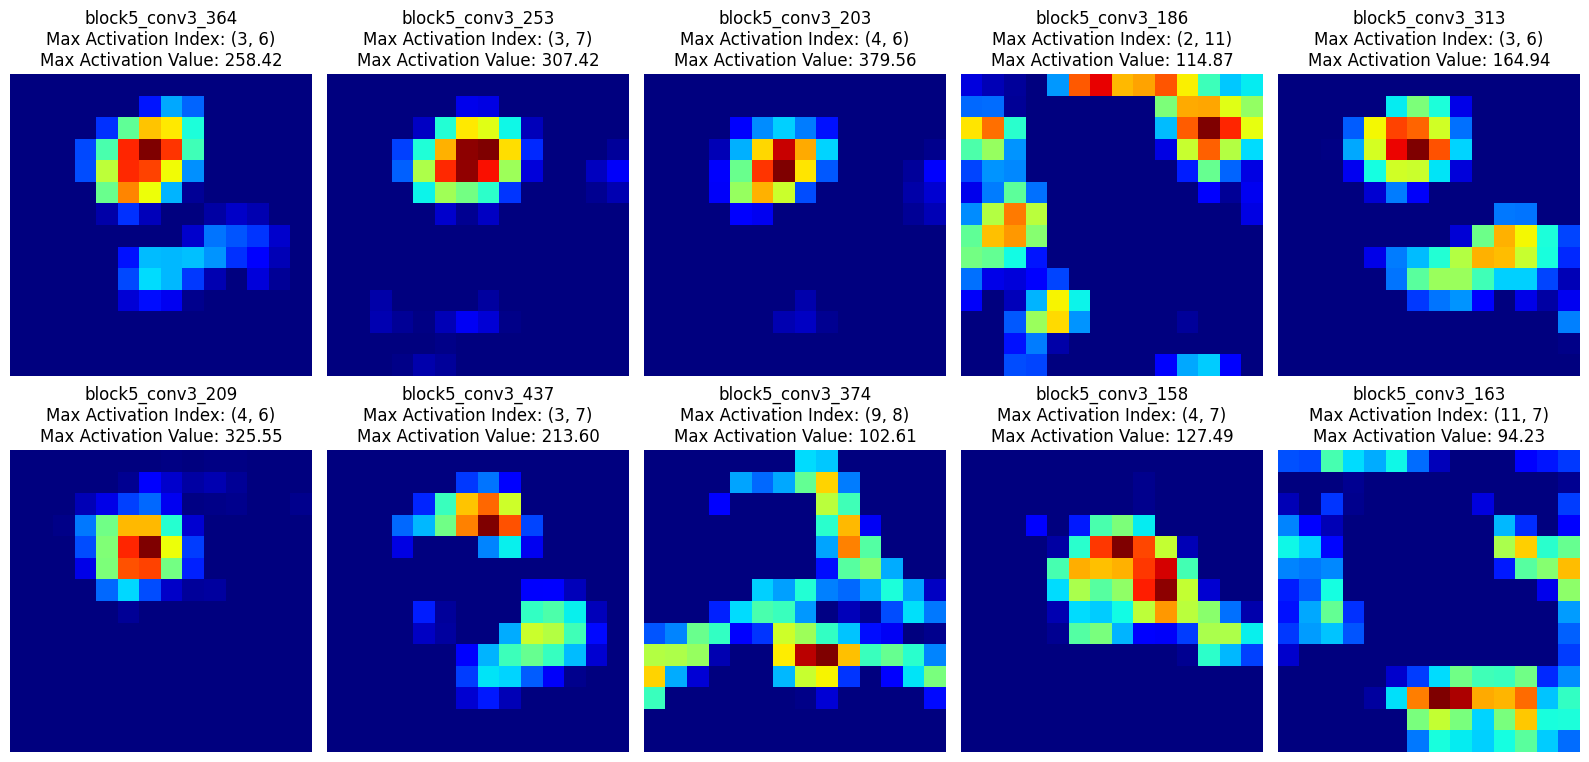 block5_conv3_364
Max Activation Index: (3, 6)
Max Activation Value: 258.42
block5_conv3_253
Max Activation Index: (3, 7)
Max Activation Value: 307.42
block5_conv3_203
Max Activation Index: (4, 6)
Max Activation Value: 379.56
block5_conv3_186
Max Activation Index: (2, 11)
Max Activation Value: 114.87
block5_conv3_313
Max Activation Index: (3, 6)
Max Activation Value: 164.94
block5_conv3_209
Max Activation Index: (4, 6)
Max Activation Value: 325.55
block5_conv3_437
Max Activation Index: (3, 7)
Max Activation Value: 213.60
block5_conv3_374
Max Activation Index: (9, 8)
Max Activation Value: 102.61
block5_conv3_158
Max Activation Index: (4, 7)
Max Activation Value: 127.49
block5_conv3_163
Max Activation Index: (11, 7)
Max Activation Value: 94.23